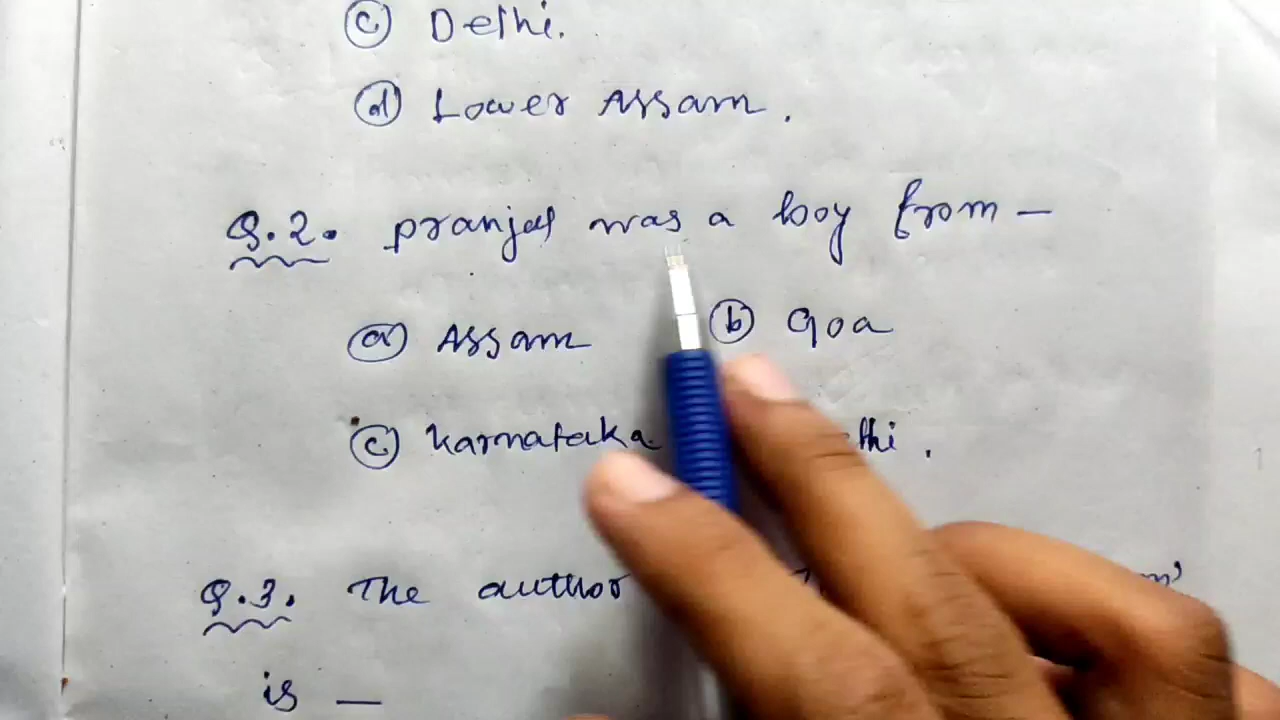 (c) Delhi.
(d) Lower Assam.
Q.2. pranjal was a boy from —
(a) Assam (b) Goa
(c) Karnataka
Q.3. The author
is —